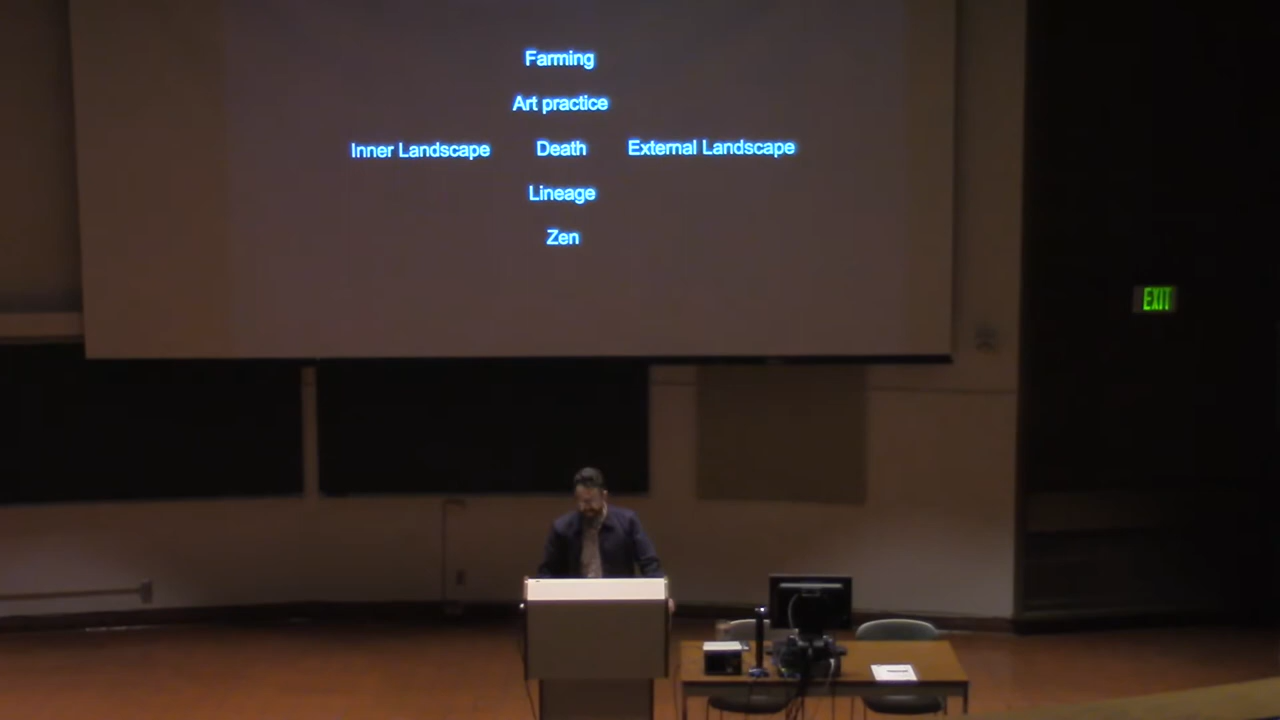 Farming
Art practice
Inner Landscape Death External Landscape
Lineage
Zen
EXIT